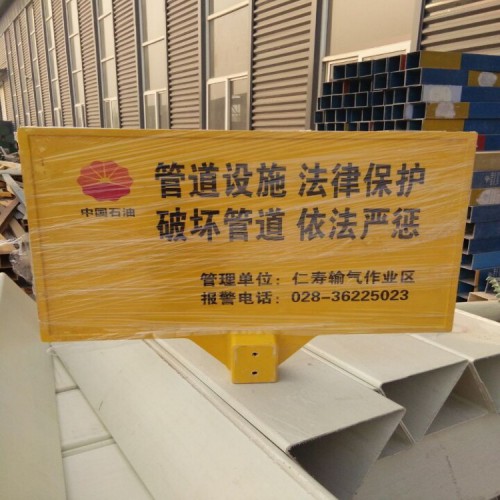 中国石油
管道设施 法律保护
破坏管道 依法严惩
管理单位：仁寿输气作业区
报警电话：028-36225023